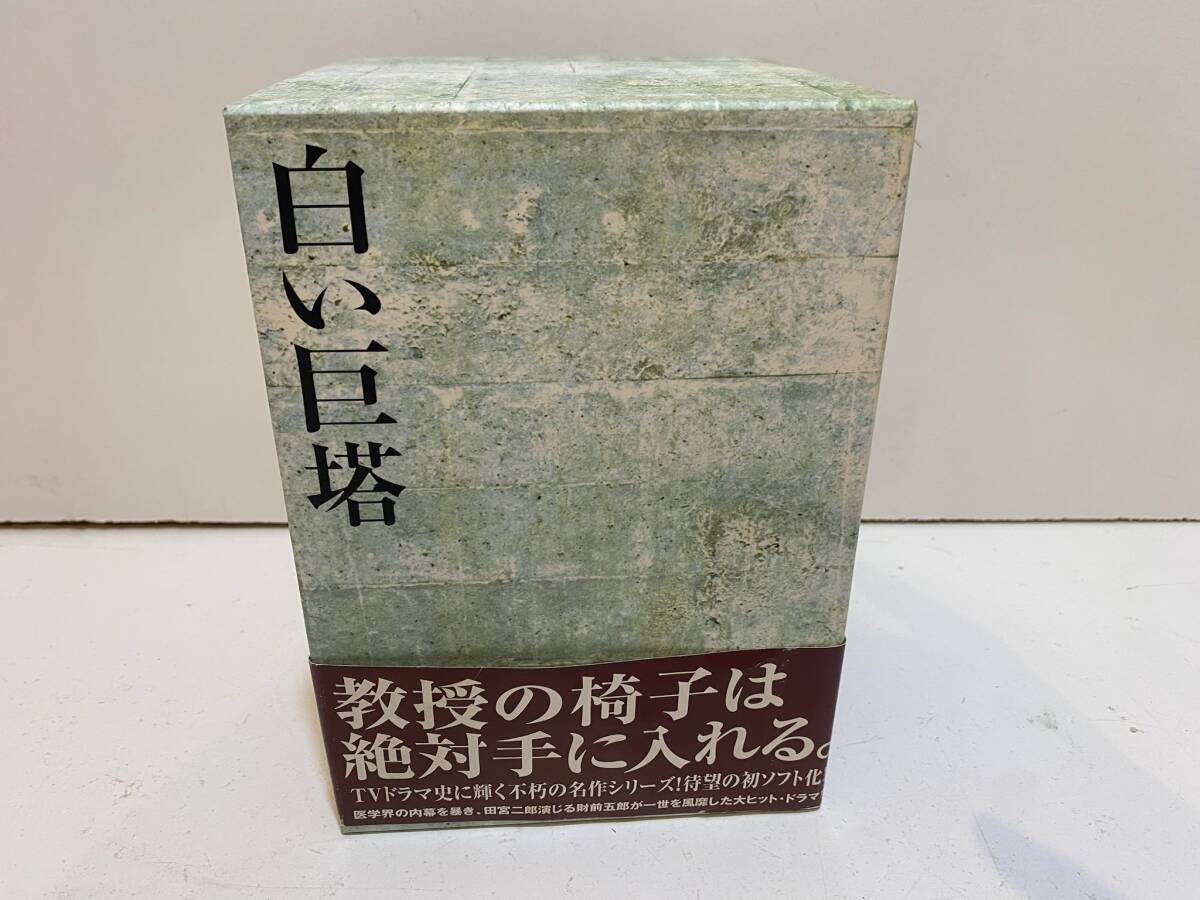 白い巨塔
教授の椅子は
絶対手に入れる。
TVドラマ史に輝く不朽の名作シリーズ!待望の初ソフト化
医学界の内幕を暴き、田宮二郎演じる財前五郎が一世を風靡した大ヒット・ドラマ